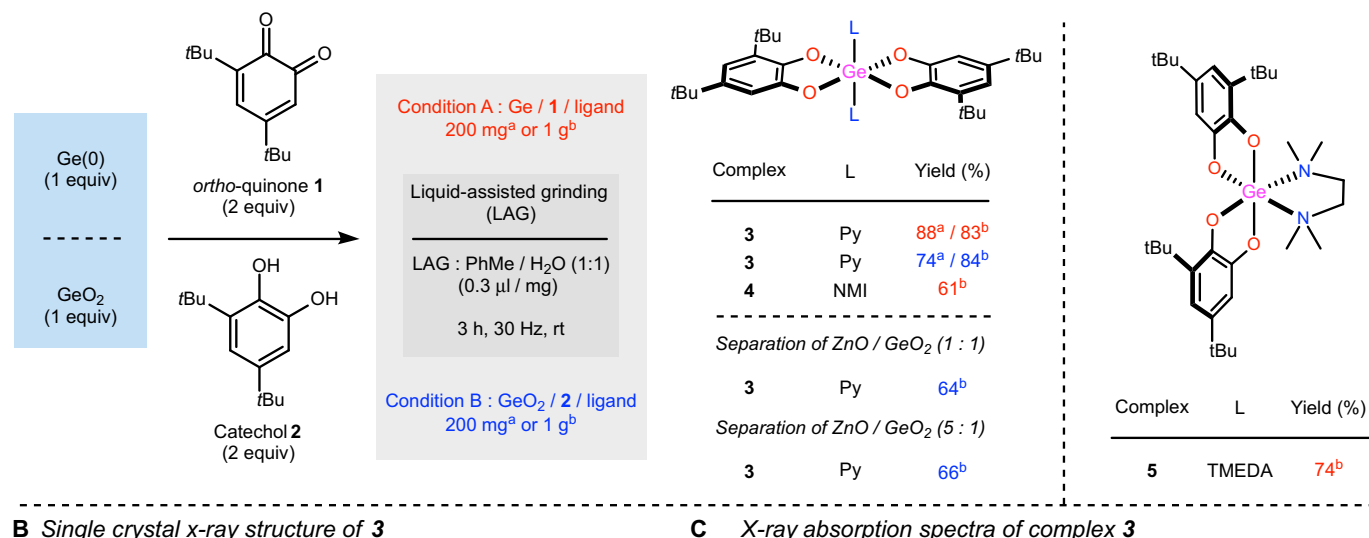 Ge(0)
(1 equiv)
GeO2
(1 equiv)
tBu
O
O
tBu
ortho-quinone 1
(2 equiv)
OH
tBu
OH
tBu
Catechol 2
(2 equiv)
Condition A : Ge / 1 / ligand
200 mga or 1 gb
Liquid-assisted grinding
(LAG)
LAG : PhMe / H2O (1:1)
(0.3 µl / mg)
3 h, 30 Hz, rt
Condition B : GeO2 / 2 / ligand
200 mga or 1 gb
L
tBu
O
O
tBu
Ge
tBu
O
O
tBu
L
Complex L Yield (%)
3 Py 88a / 83b
3 Py 74a / 84b
4 NMI 61b
Separation of ZnO / GeO2 (1 : 1)
3 Py 64b
Separation of ZnO / GeO2 (5 : 1)
3 Py 66b
tBu
tBu
O
O
N
Ge
O
N
O
tBu
tBu
Complex L Yield (%)
5 TMEDA 74b
B Single crystal x-ray structure of 3
C X-ray absorption spectra of complex 3